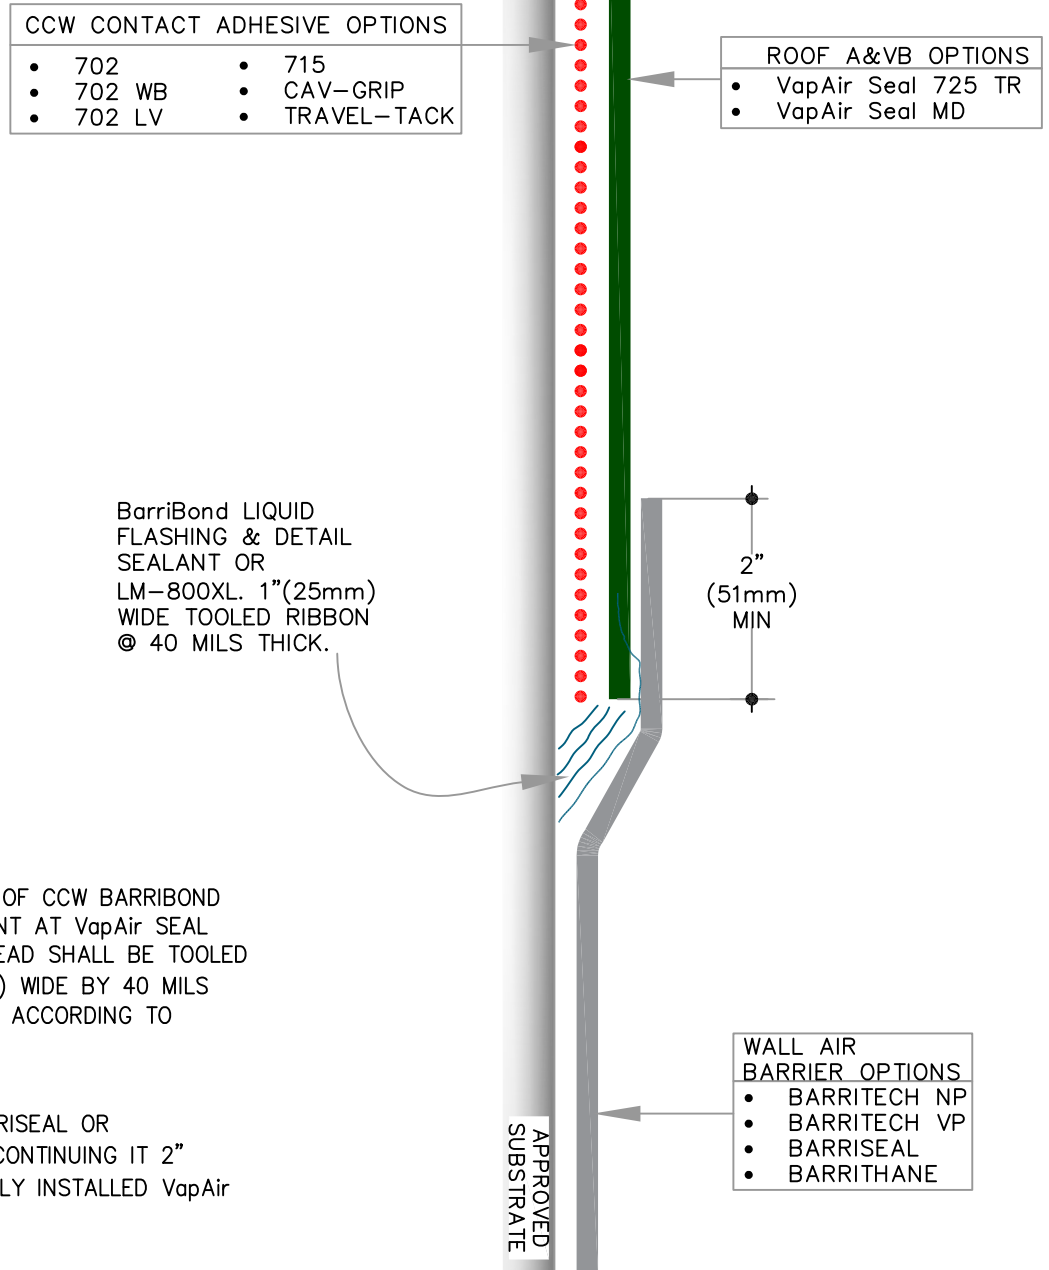 CCW CONTACT ADHESIVE OPTIONS
• 702
• 702 WB
• 702 LV
• 715
• CAV-GRIP
• TRAVEL-TACK
ROOF A&VB OPTIONS
• VapAir Seal 725 TR
• VapAir Seal MD
BarriBond LIQUID
FLASHING & DETAIL
SEALANT OR
LM-800XL. 1"(25mm)
WIDE TOOLED RIBBON
@ 40 MILS THICK.
2"
(51mm)
MIN
OF CCW BARRIBOND
NT AT VapAir SEAL
EAD SHALL BE TOOLED
) WIDE BY 40 MILS
ACCORDING TO
RISEAL OR
CONTINUING IT 2"
LY INSTALLED VapAir
APPROVED
SUBSTRATE
WALL AIR
BARRIER OPTIONS
• BARRITECH NP
• BARRITECH VP
• BARRISEAL
• BARRITHANE